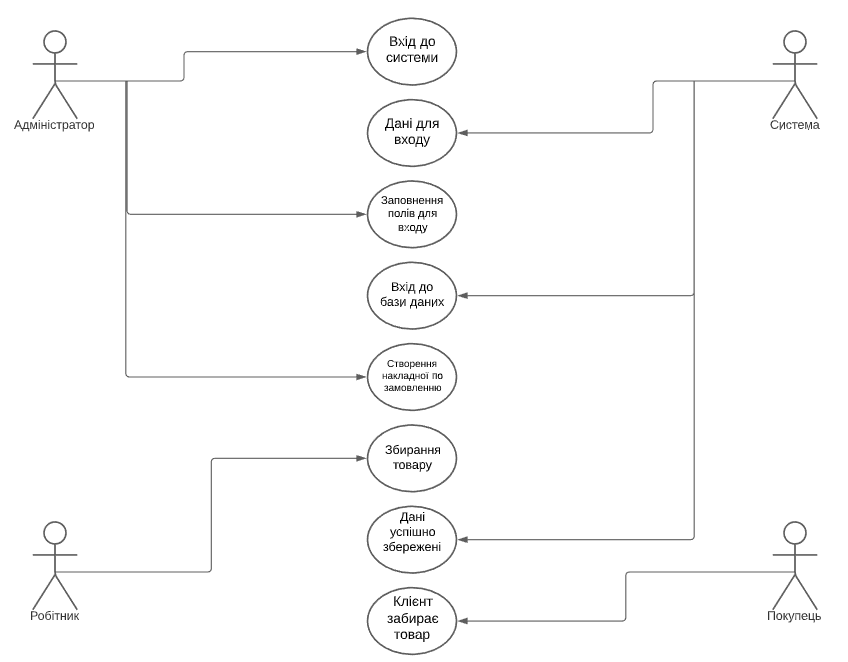 Вхід до
системи
Адміністратор
Система
Дані для
входу
Заповнення
полів для
входу
Вхід до
бази даних
Створення
накладної по
замовленню
Збирання
товару
Дані
успішно
збережені
Робітник
Покупець
Клієнт
забирає
товар